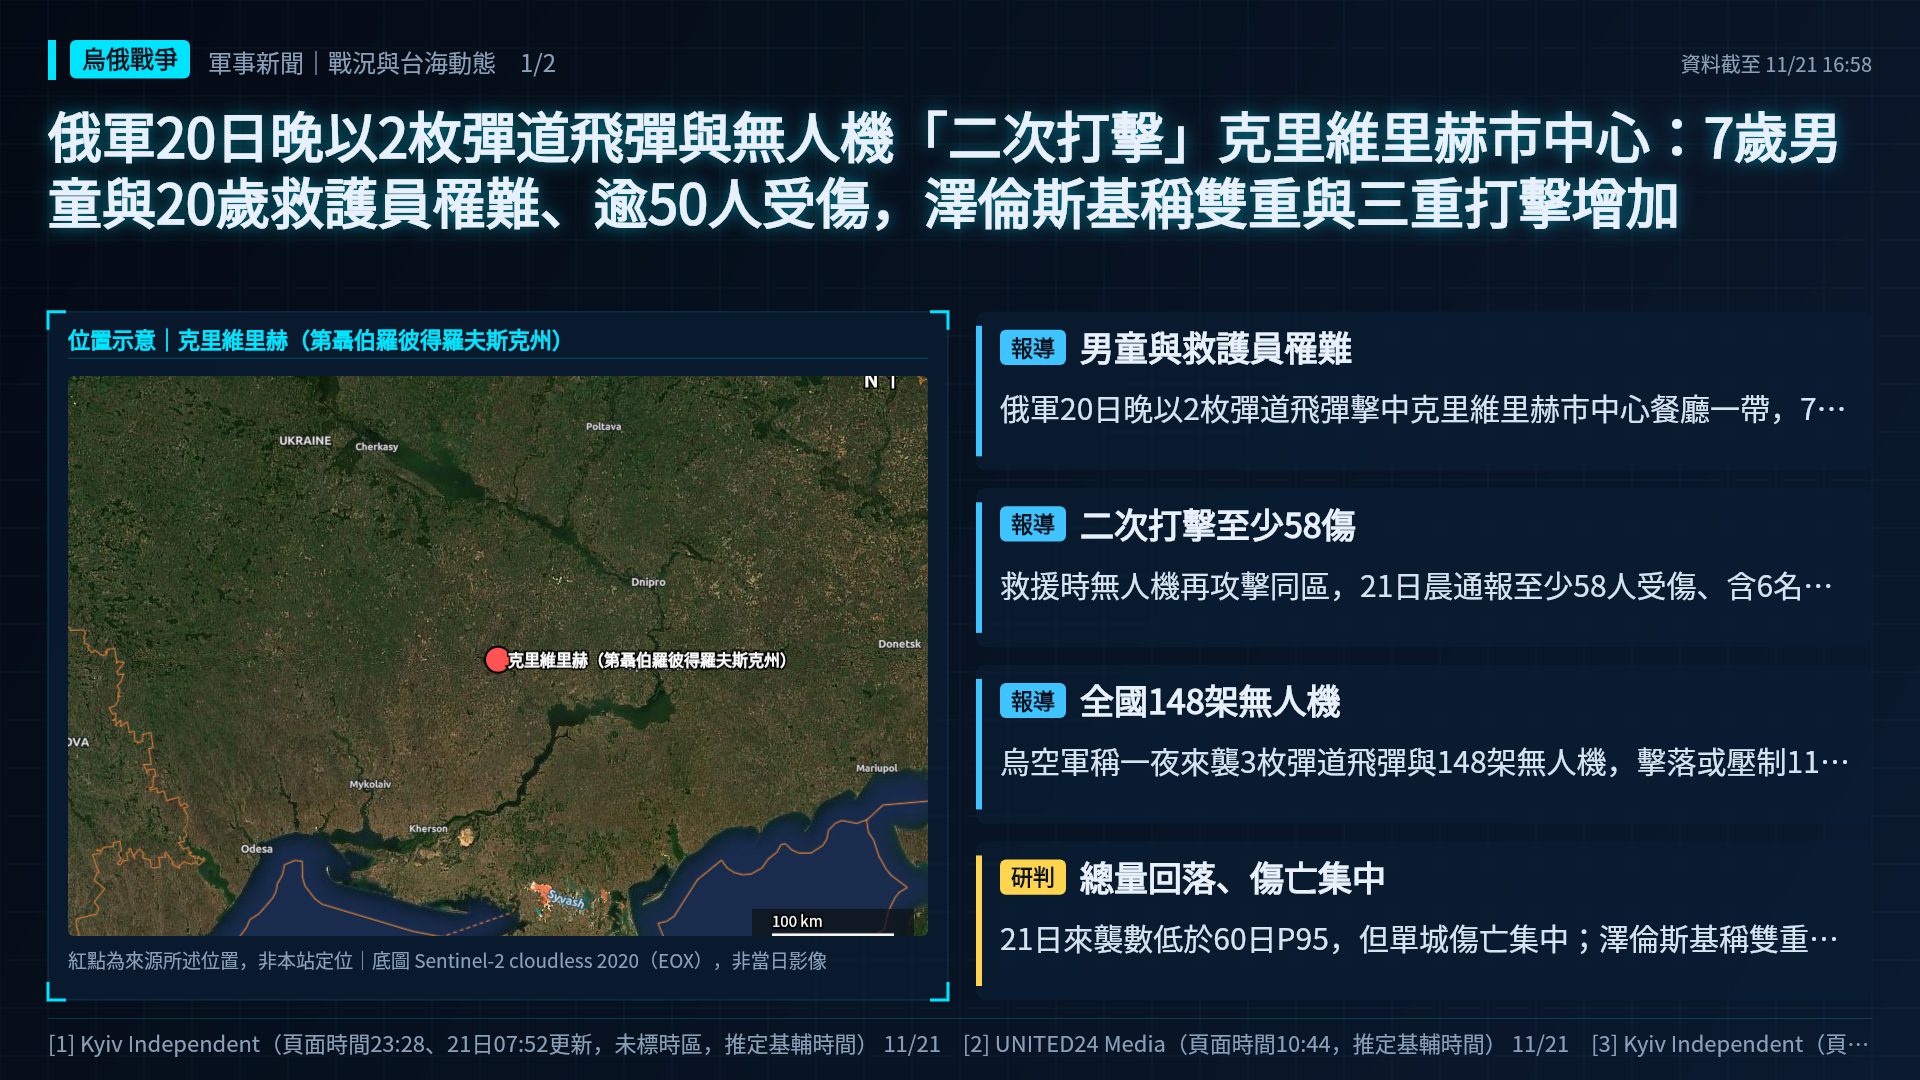 烏俄戰爭 軍事新聞｜戰況與台海動態 1/2
資料截至 11/21 16:58
俄軍20日晚以2枚彈道飛彈與無人機「二次打擊」克里維里赫市中心：7歲男
童與20歲救護員罹難、逾50人受傷，澤倫斯基稱雙重與三重打擊增加
位置示意｜克里維里赫（第聶伯羅彼得羅夫斯克州）
N
UKRAINE
Cherkasy
Poltava
Dnipro
Donetsk
克里維里赫（第聶伯羅彼得羅夫斯克州）
OVA
Mykolaiv
Mariupol
Kherson
Odesa
Syvash
100 km
紅點為來源所述位置，非本站定位｜底圖 Sentinel-2 cloudless 2020（EOX），非當日影像
報導 男童與救護員罹難
俄軍20日晚以2枚彈道飛彈擊中克里維里赫市中心餐廳一帶，7…
報導 二次打擊至少58傷
救援時無人機再攻擊同區，21日晨通報至少58人受傷、含6名…
報導 全國148架無人機
烏空軍稱一夜來襲3枚彈道飛彈與148架無人機，擊落或壓制11…
研判 總量回落、傷亡集中
21日來襲數低於60日P95，但單城傷亡集中；澤倫斯基稱雙重…
[1] Kyiv Independent（頁面時間23:28、21日07:52更新，未標時區，推定基輔時間） 11/21 [2] UNITED24 Media（頁面時間10:44，推定基輔時間） 11/21 [3] Kyiv Independent（頁…